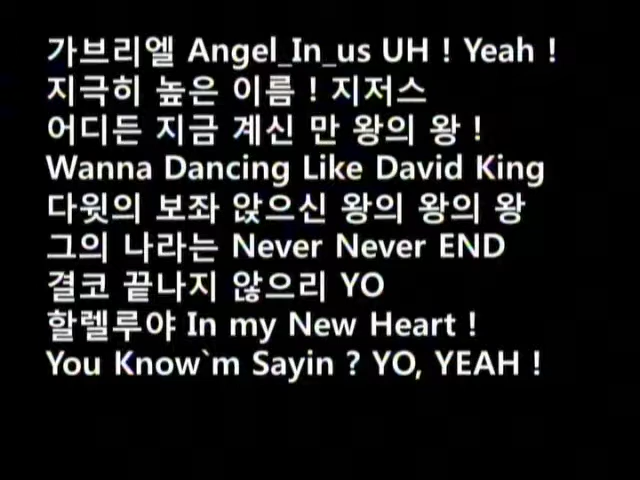 가브리엘 Angel_In_us UH ! Yeah !
지극히 높은 이름 ! 지저스
어디든 지금 계신 만 왕의 왕 !
Wanna Dancing Like David King
다윗의 보좌 앉으신 왕의 왕의 왕
그의 나라는 Never Never END
결코 끝나지 않으리 YO
할렐루야 In my New Heart !
You Know`m Sayin ? YO, YEAH !